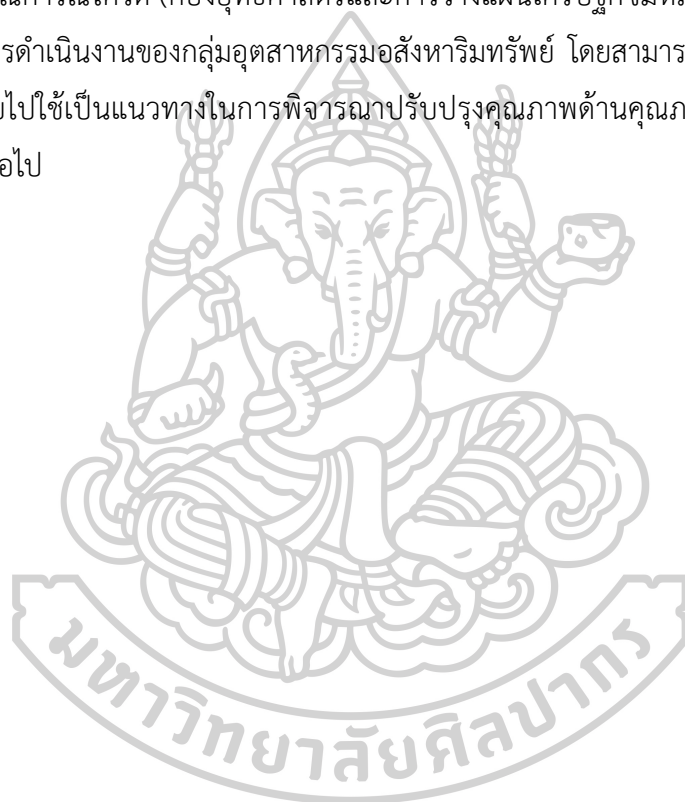 การดำเนินงานของกลุ่มอุตสาหกรรมอสังหาริมทรัพย์ โดยสามาร
ไปใช้เป็นแนวทางในการพิจารณาปรับปรุงคุณภาพด้านคุณภ
อไป
มหาวิทยาลัยศิลปากร